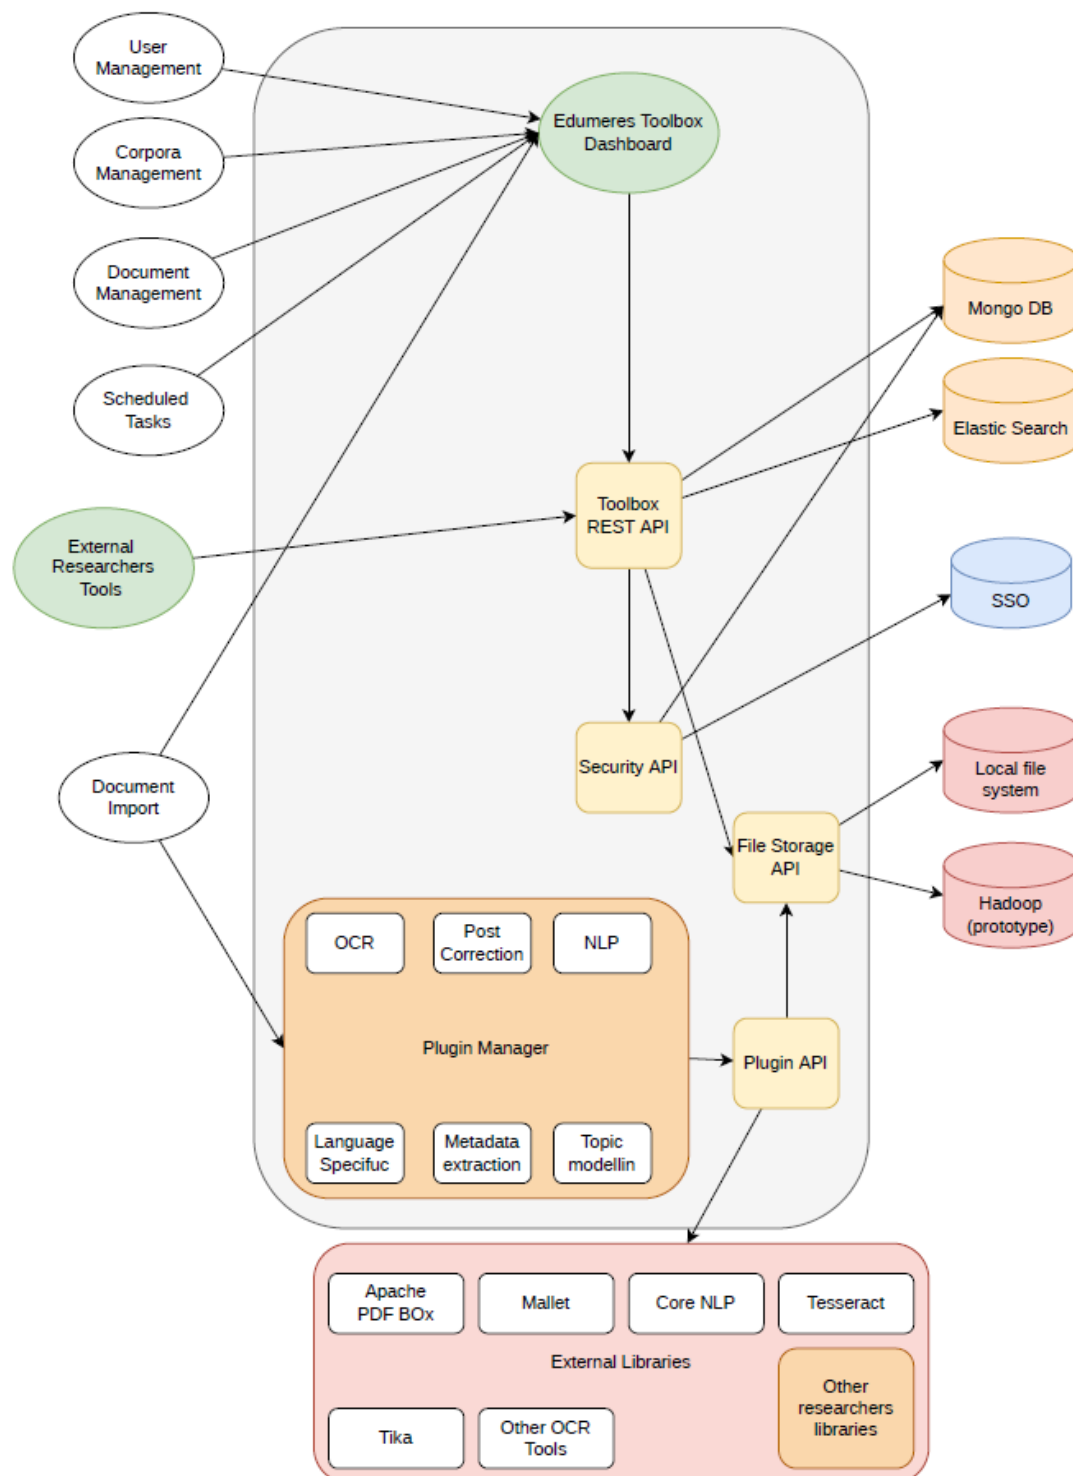 User
Management
Edumeres Toolbox
Dashboard
Corpora
Management
Document
Management
Mongo DB
Scheduled
Tasks
Elastic Search
Toolbox
REST API
External
Researchers
Tools
SSO
Security API
Local file
system
Document
Import
File Storage
API
Hadoop
(prototype)
OCR
Post
Correction
NLP
Plugin Manager
Plugin API
Language
Specifuc
Metadata
extraction
Topic
modellin
Apache
PDF BOx
Mallet
Core NLP
Tesseract
External Libraries
Other
researchers
libraries
Tika
Other OCR
Tools